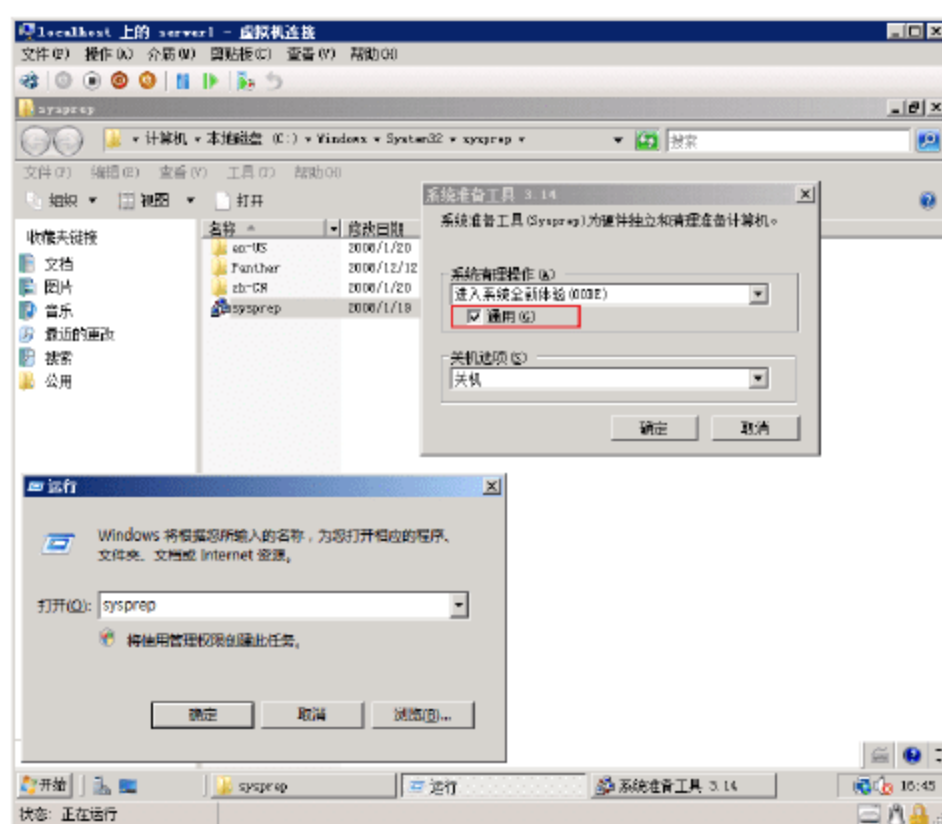 localhost 上的 server1 - 虚拟机连接
文件(F) 操作(A) 介质(M) 剪贴板(C) 查看(V) 帮助(H)
sysprep
计算机 本地磁盘 (C:) Windows System32 sysprep 搜索
文件(F) 编辑(E) 查看(V) 工具(T) 帮助(H)
组织 视图 打开
收藏夹链接
文档
图片
音乐
最近的更改
搜索
公用
名称 修改日期
en-US 2008/1/20
Panther 2008/12/12
zh-CN 2008/1/20
sysprep 2008/1/19
系统准备工具 3.14
系统准备工具(Sysprep)为硬件独立和清理准备计算机。
系统清理操作(A)
进入系统全新体验(OOBE)
通用(G)
关机选项(S)
关机
确定 取消
运行
Windows 将根据您所输入的名称，为您打开相应的程序、
文件夹、文档或 Internet 资源。
打开(O): sysprep
将使用管理权限创建此任务。
确定 取消 浏览(B)...
开始 sysprep 运行 系统准备工具 3.14 16:45
状态: 正在运行